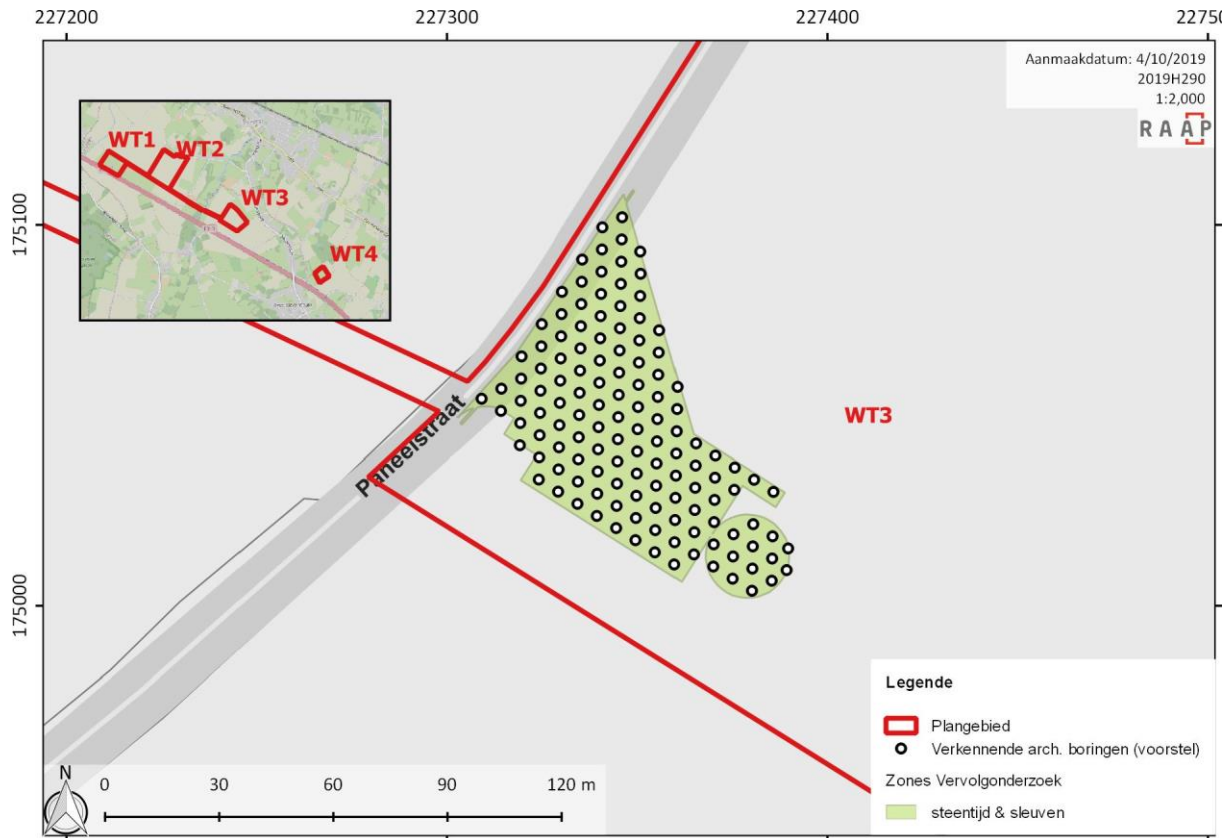 227200 227300 227400 22750
Aanmaakdatum: 4/10/2019
2019H290
1:2,000
RAAP
WT1
WT2
WT3
WT4
175100
WT3
Paneelstraat
175000
Legende
Plangebied
Verkennende arch. boringen (voorstel)
Zones Vervolgonderzoek
steentijd & sleuven
N
0 30 60 90 120 m